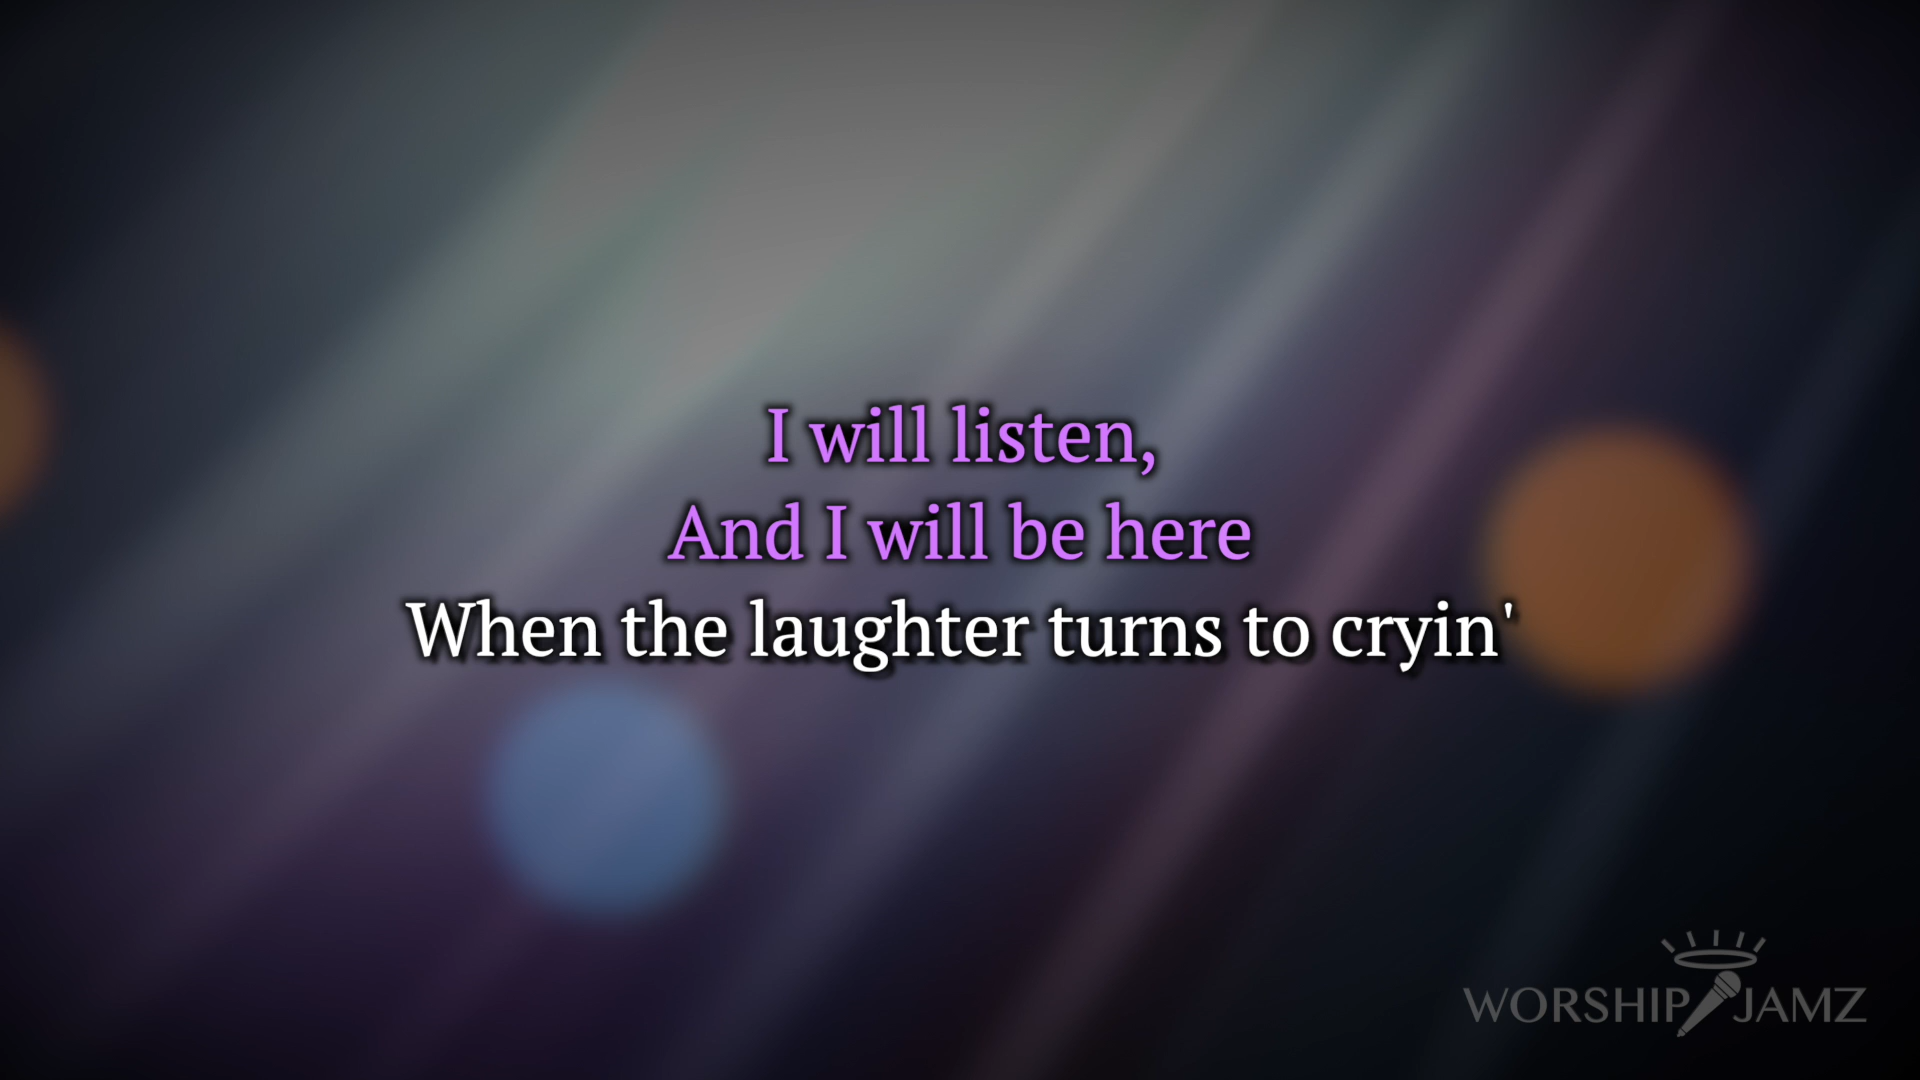 I will listen,
And I will be here
When the laughter turns to cryin'
WORSHIP JAMZ